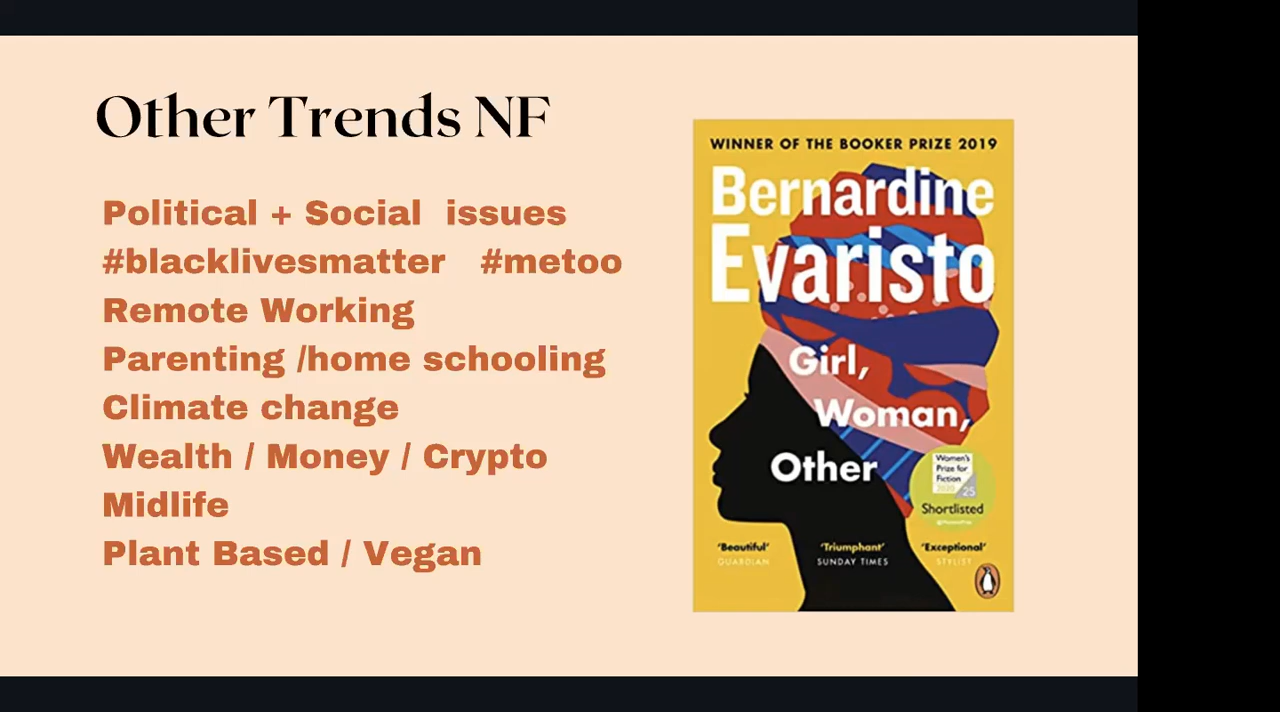 Other Trends NF
Political + Social issues
#blacklivesmatter #metoo
Remote Working
Parenting /home schooling
Climate change
Wealth / Money / Crypto
Midlife
Plant Based / Vegan
WINNER OF THE BOOKER PRIZE 2019
Bernardine
Evaristo
Girl,
Woman,
Other
Women's
Prize for
Fiction
2020 25
Shortlisted
'Beautiful' 'Triumphant' 'Exceptional'
GUARDIAN SUNDAY TIMES STYLIST